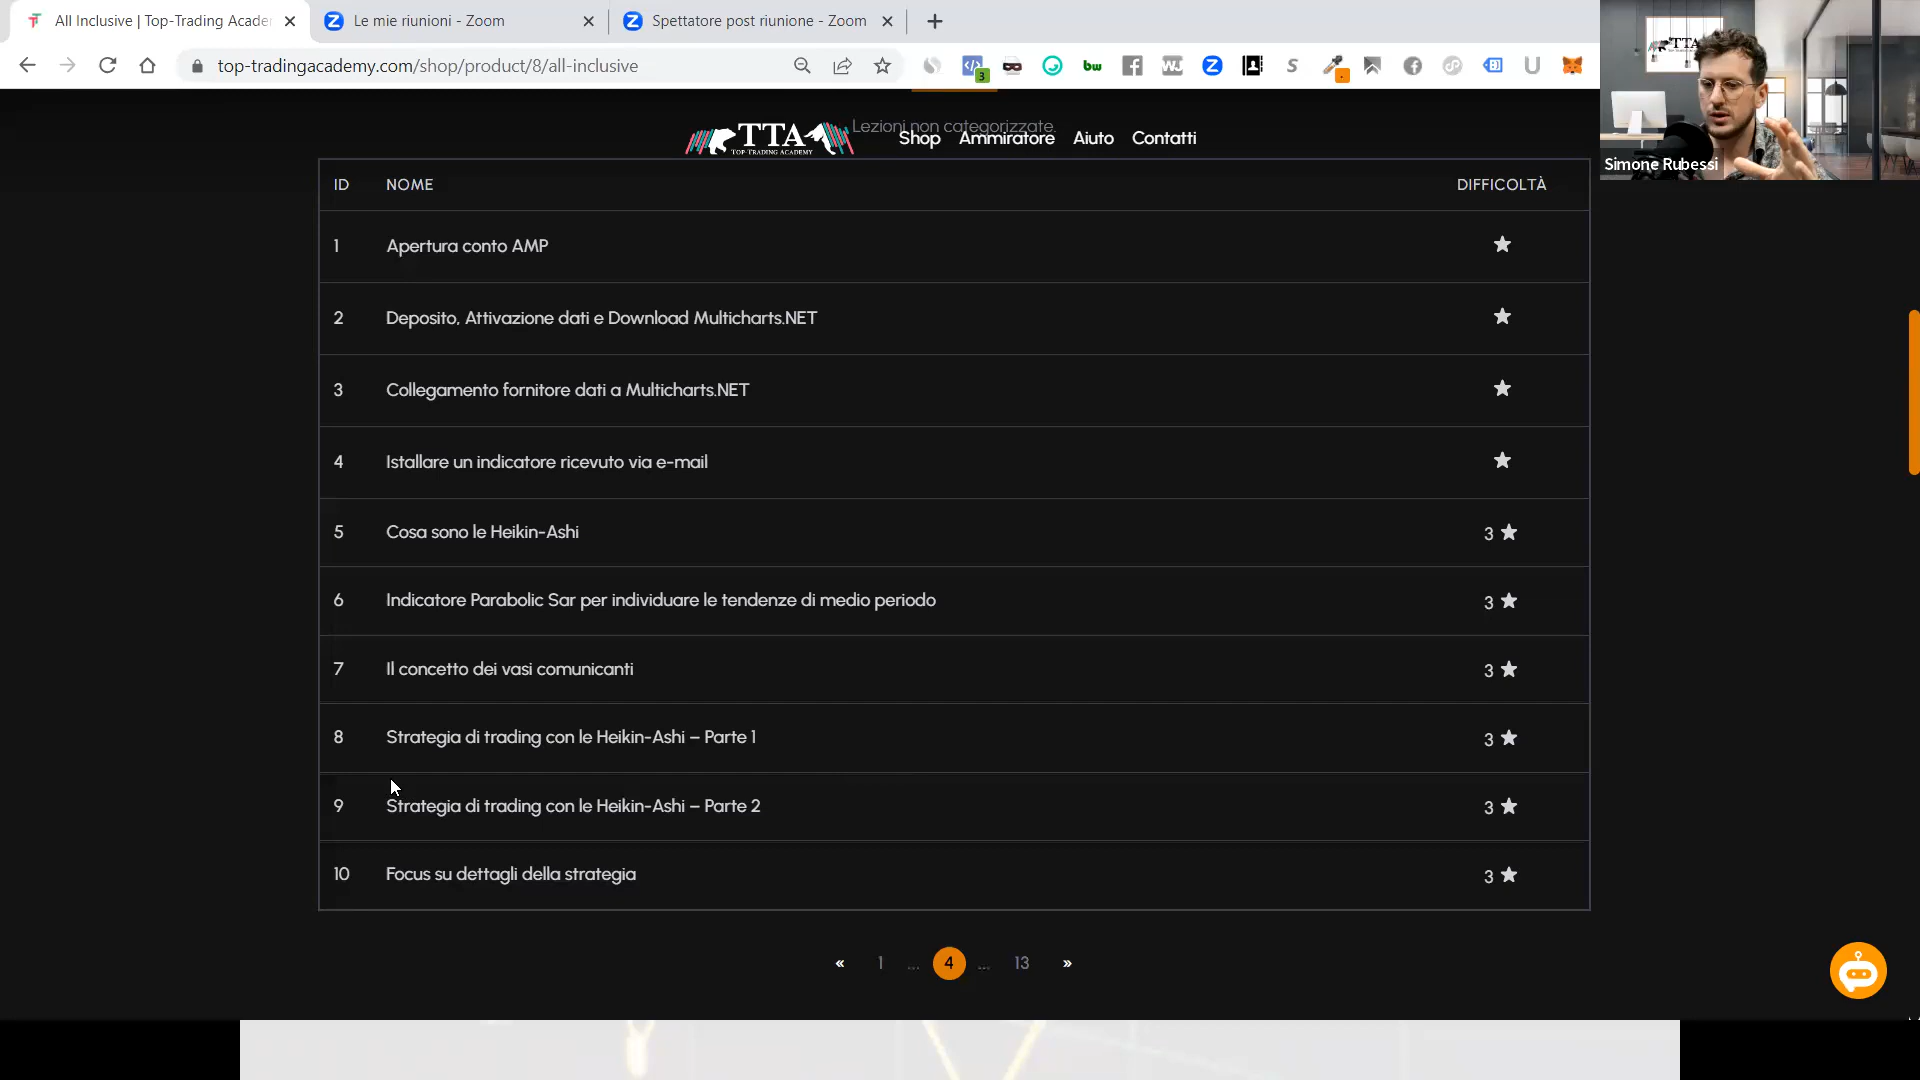 All Inclusive | Top-Trading Acade
Le mie riunioni - Zoom
Spettatore post riunione - Zoom
top-tradingacademy.com/shop/product/8/all-inclusive
3
bw
TTA
Simone Rubessi
Lezioni non categorizzate.
TTA
TOP-TRADING ACADEMY
Shop Ammiratore Aiuto Contatti
ID NOME DIFFICOLTÀ
1 Apertura conto AMP
2 Deposito, Attivazione dati e Download Multicharts.NET
3 Collegamento fornitore dati a Multicharts.NET
4 Istallare un indicatore ricevuto via e-mail
5 Cosa sono le Heikin-Ashi 3
6 Indicatore Parabolic Sar per individuare le tendenze di medio periodo 3
7 Il concetto dei vasi comunicanti 3
8 Strategia di trading con le Heikin-Ashi – Parte 1 3
9 Strategia di trading con le Heikin-Ashi – Parte 2 3
10 Focus su dettagli della strategia 3
« 1 ... 4 ... 13 »